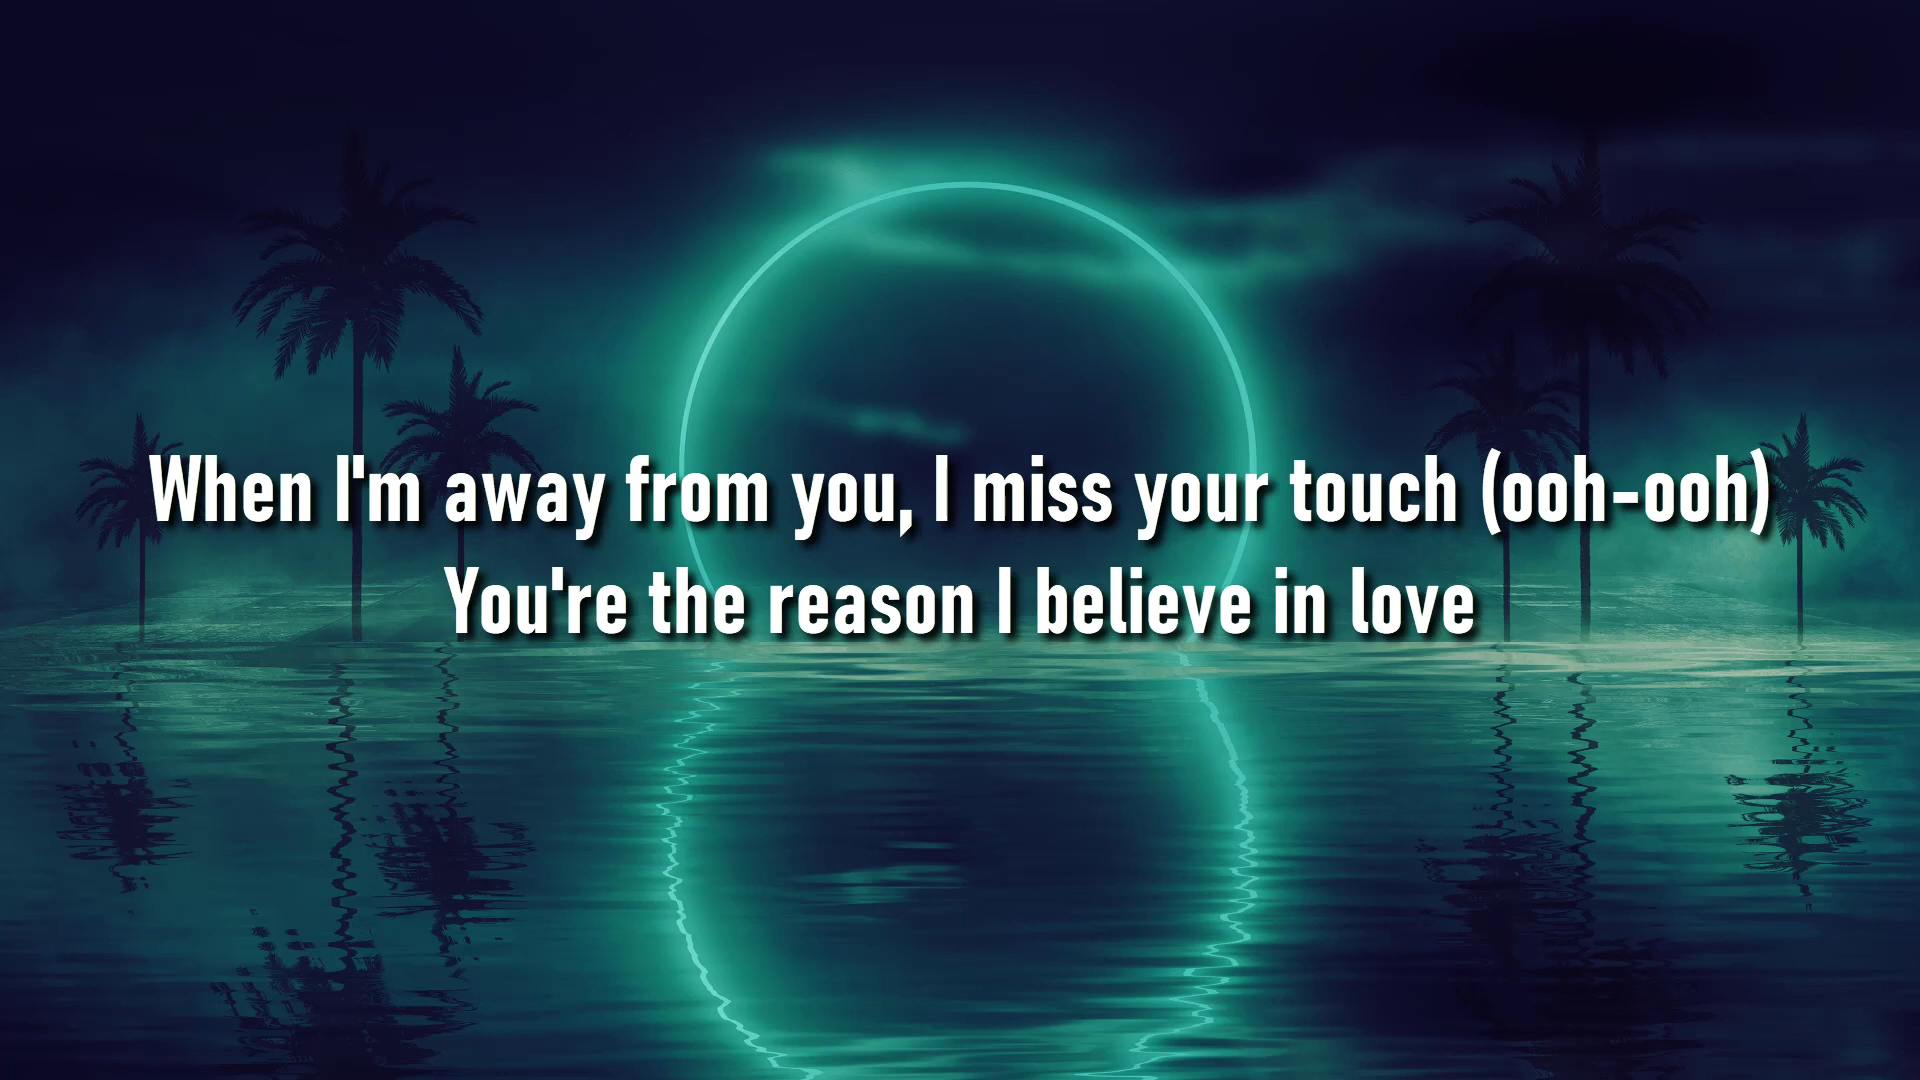 When I'm away from you, I miss your touch (ooh-ooh)
You're the reason I believe in love